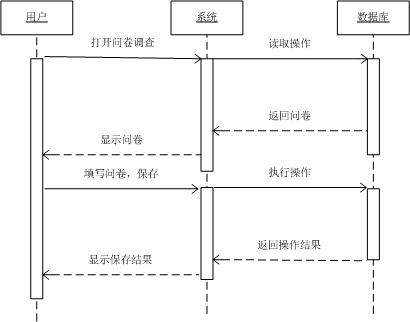 用户
系统
数据库
打开问卷调查
读取操作
返回问卷
显示问卷
填写问卷，保存
执行操作
返回操作结果
显示保存结果